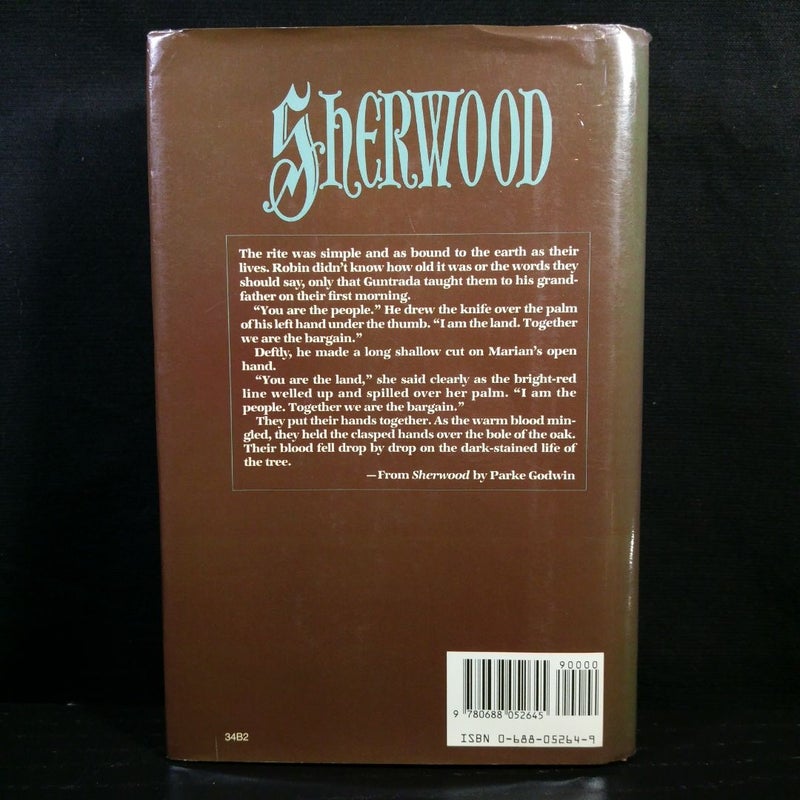 Sherwood
The rite was simple and as bound to the earth as their
lives. Robin didn't know how old it was or the words they
should say, only that Guntrada taught them to his grand-
father on their first morning.
"You are the people." He drew the knife over the palm
of his left hand under the thumb. "I am the land. Together
we are the bargain."
Deftly, he made a long shallow cut on Marian's open
hand.
"You are the land," she said clearly as the bright-red
line welled up and spilled over her palm. "I am the
people. Together we are the bargain."
They put their hands together. As the warm blood min-
gled, they held the clasped hands over the bole of the oak.
Their blood fell drop by drop on the dark-stained life of
the tree.
—From Sherwood by Parke Godwin
90000
9 780688 052645
ISBN 0-688-05264-9
34B2